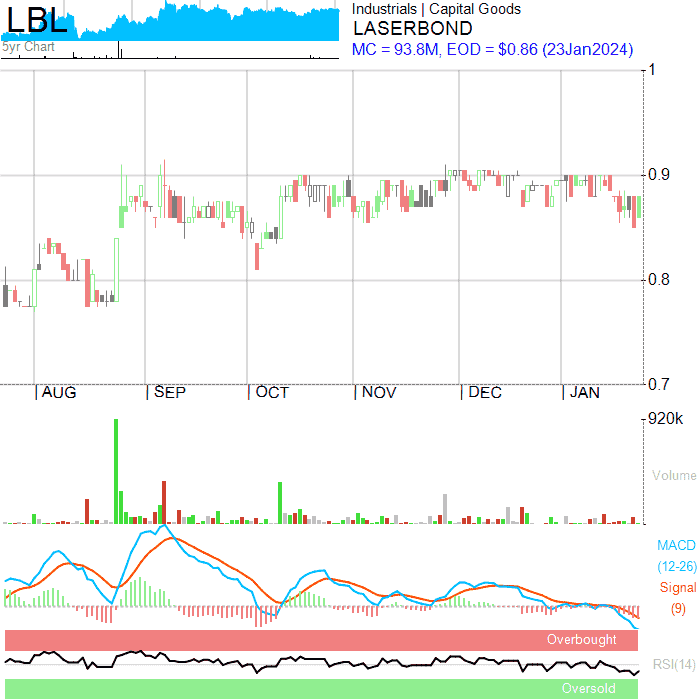 LBL
5yr Chart
Industrials | Capital Goods
LASERBOND
MC = 93.8M, EOD = $0.86 (23Jan2024)
1
0.9
0.8
0.7
AUG SEP OCT NOV DEC JAN
920k
Volume
MACD
(12-26)
Signal
(9)
Overbought
RSI(14)
Oversold